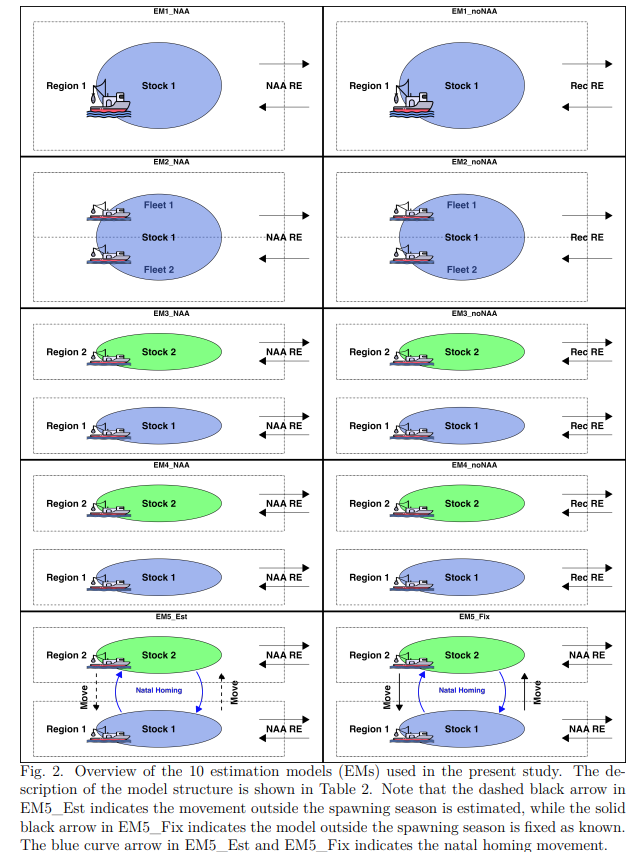 EM1_NAA
EM1_noNAA
Region 1
Stock 1
NAA RE
Region 1
Stock 1
Rec RE
EM2_NAA
EM2_noNAA
Fleet 1
Stock 1
Fleet 2
NAA RE
Fleet 1
Stock 1
Fleet 2
Rec RE
EM3_NAA
EM3_noNAA
Region 2
Stock 2
NAA RE
Region 2
Stock 2
Rec RE
Region 1
Stock 1
NAA RE
Region 1
Stock 1
Rec RE
EM4_NAA
EM4_noNAA
Region 2
Stock 2
NAA RE
Region 2
Stock 2
Rec RE
Region 1
Stock 1
NAA RE
Region 1
Stock 1
Rec RE
EM5_Est
EM5_Fix
Region 2
Stock 2
NAA RE
Move
Natal Homing
Move
Region 1
Stock 1
NAA RE
Region 2
Stock 2
NAA RE
Move
Natal Homing
Move
Region 1
Stock 1
NAA RE
Fig. 2. Overview of the 10 estimation models (EMs) used in the present study. The de-
scription of the model structure is shown in Table 2. Note that the dashed black arrow in
EM5_Est indicates the movement outside the spawning season is estimated, while the solid
black arrow in EM5_Fix indicates the model outside the spawning season is fixed as known.
The blue curve arrow in EM5_Est and EM5_Fix indicates the natal homing movement.